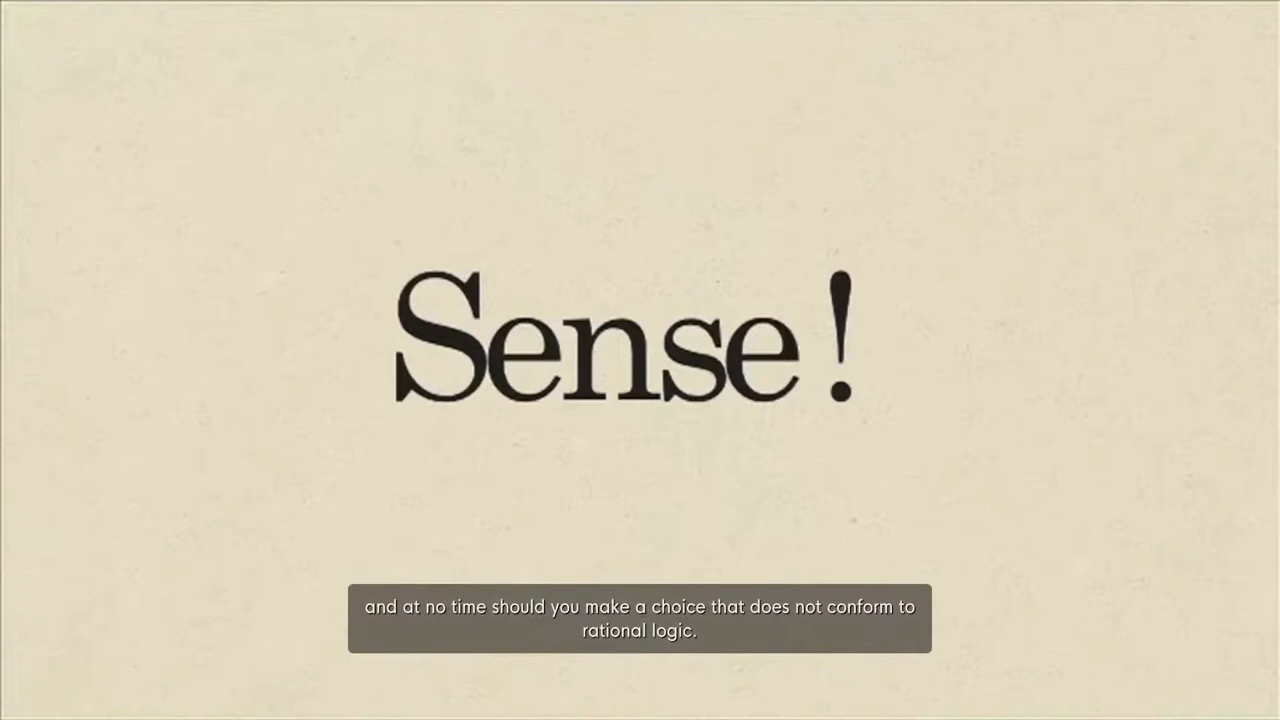 Sense!
and at no time should you make a choice that does not conform to
rational logic.